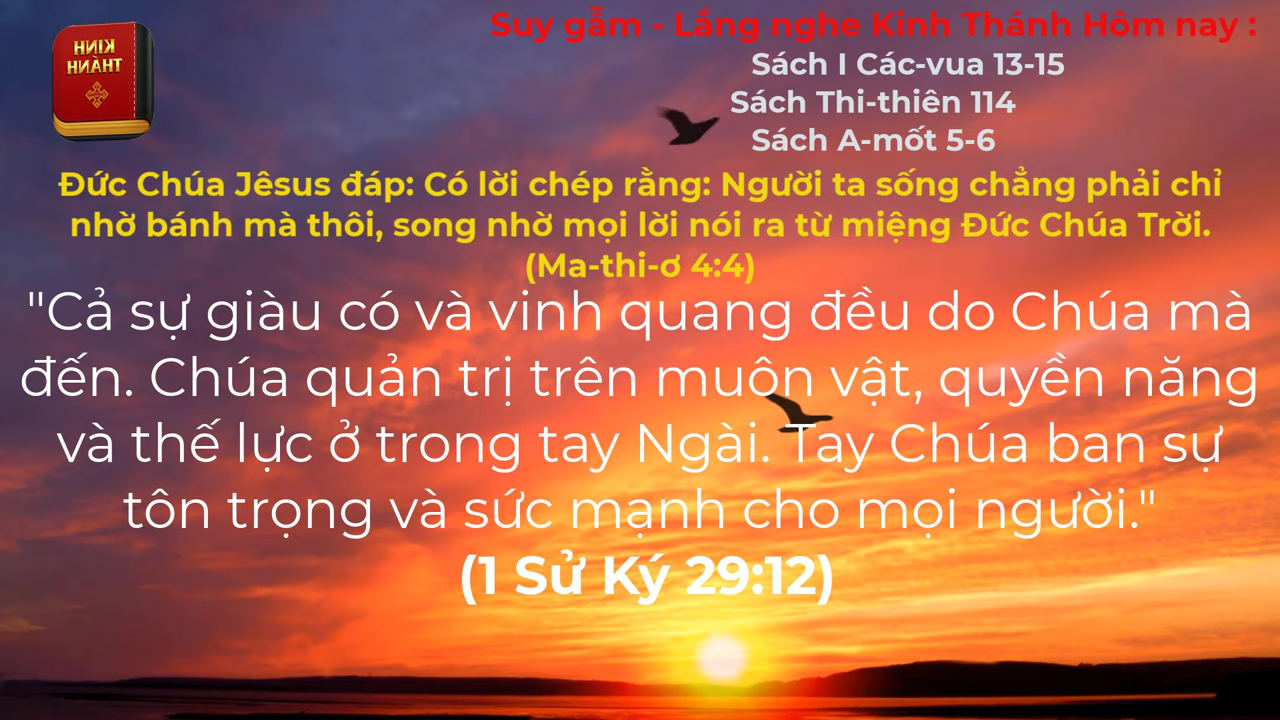 Suy gẫm - Lắng nghe Kinh Thánh Hôm nay :
Sách I Các-vua 13-15
Sách Thi-thiên 114
Sách A-mốt 5-6
KINH
THÁNH
Đức Chúa Jêsus đáp: Có lời chép rằng: Người ta sống chẳng phải chỉ
nhờ bánh mà thôi, song nhờ mọi lời nói ra từ miệng Đức Chúa Trời.
(Ma-thi-ơ 4:4)
"Cả sự giàu có và vinh quang đều do Chúa mà
đến. Chúa quản trị trên muôn vật, quyền năng
và thế lực ở trong tay Ngài. Tay Chúa ban sự
tôn trọng và sức mạnh cho mọi người."
(1 Sử Ký 29:12)